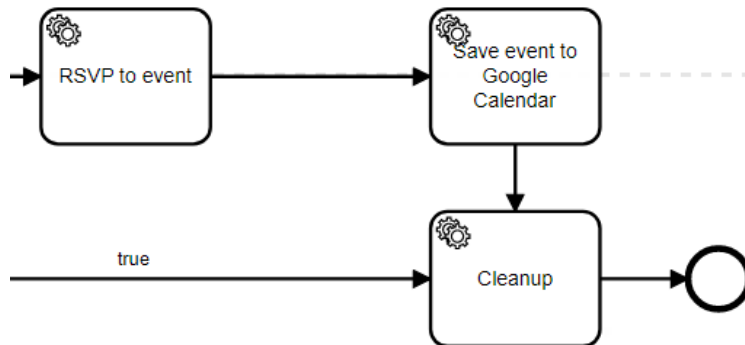 RSVP to event
Save event to
Google
Calendar
true
Cleanup